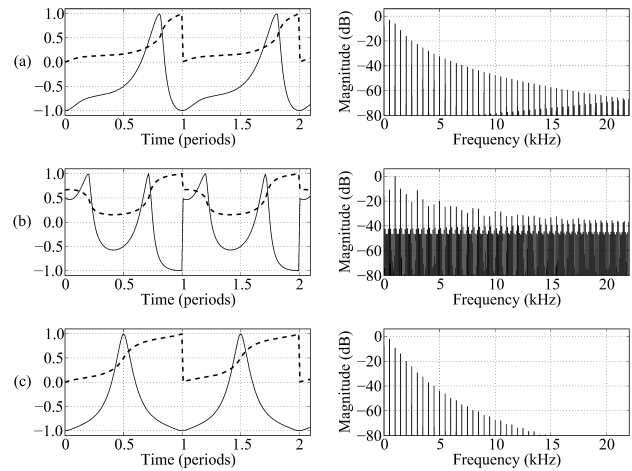 (a)
1.0
0.5
0.0
−0.5
−1.0
0 0.5 1 1.5 2
Time (periods)
Magnitude (dB)
0
−20
−40
−60
−80
0 5 10 15 20
Frequency (kHz)
(b)
1.0
0.5
0.0
−0.5
−1.0
0 0.5 1 1.5 2
Time (periods)
Magnitude (dB)
0
−20
−40
−60
−80
0 5 10 15 20
Frequency (kHz)
(c)
1.0
0.5
0.0
−0.5
−1.0
0 0.5 1 1.5 2
Time (periods)
Magnitude (dB)
0
−20
−40
−60
−80
0 5 10 15 20
Frequency (kHz)